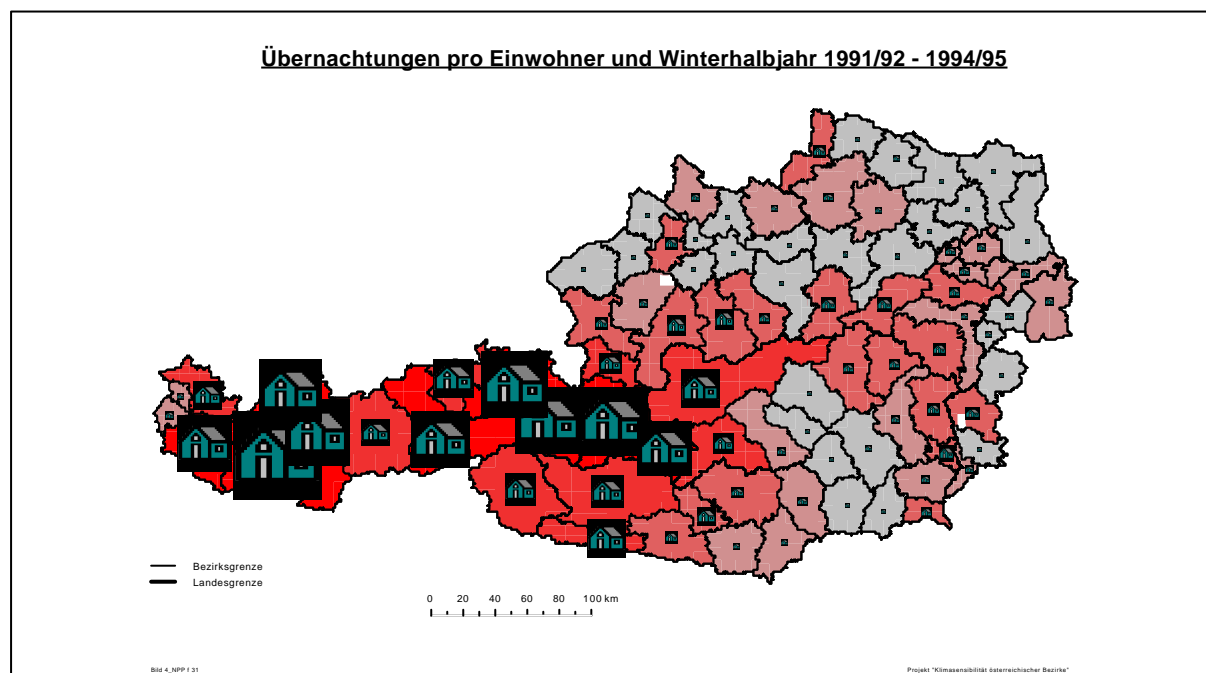 Übernachtungen pro Einwohner und Winterhalbjahr 1991/92 - 1994/95
Bezirksgrenze
Landesgrenze
0 20 40 60 80 100 km
Bild 4_NPP f 31
Projekt "Klimasensibilität österreichischer Bezirke"